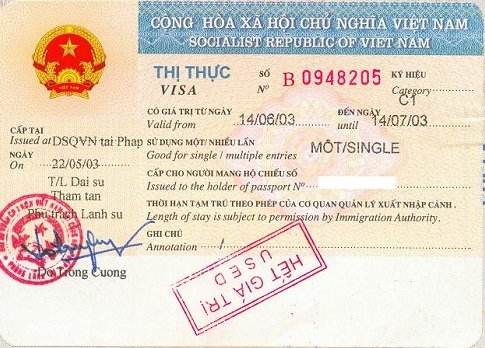 CỘNG HÒA XÃ HỘI CHỦ NGHĨA VIỆT NAM
SOCIALIST REPUBLIC OF VIET NAM
VIỆT NAM
THỊ THỰC SỐ B 0948205 KÝ HIỆU
VISA Nº Category C1
CÓ GIÁ TRỊ TỪ NGÀY ĐẾN NGÀY
Valid from 14/06/03 until 14/07/03
CẤP TẠI
Issued at DSQVN tai Phap
SỬ DỤNG MỘT/ NHIỀU LẦN
Good for single / multiple entries MÔT/SINGLE
NGÀY
On 22/05/03
CẤP CHO NGƯỜI MANG HỘ CHIẾU SỐ
Issued to the holder of passport Nº
T/L Dai su
Tham tan
Phu trach Lanh su
THỜI HẠN TẠM TRÚ THEO PHÉP CỦA CƠ QUAN QUẢN LÝ XUẤT NHẬP CẢNH.
Length of stay is subject to permission by Immigration Authority.
GHI CHÚ
Annotation /
Do Trong Cuong
HẾT GIÁ TRỊ
USED